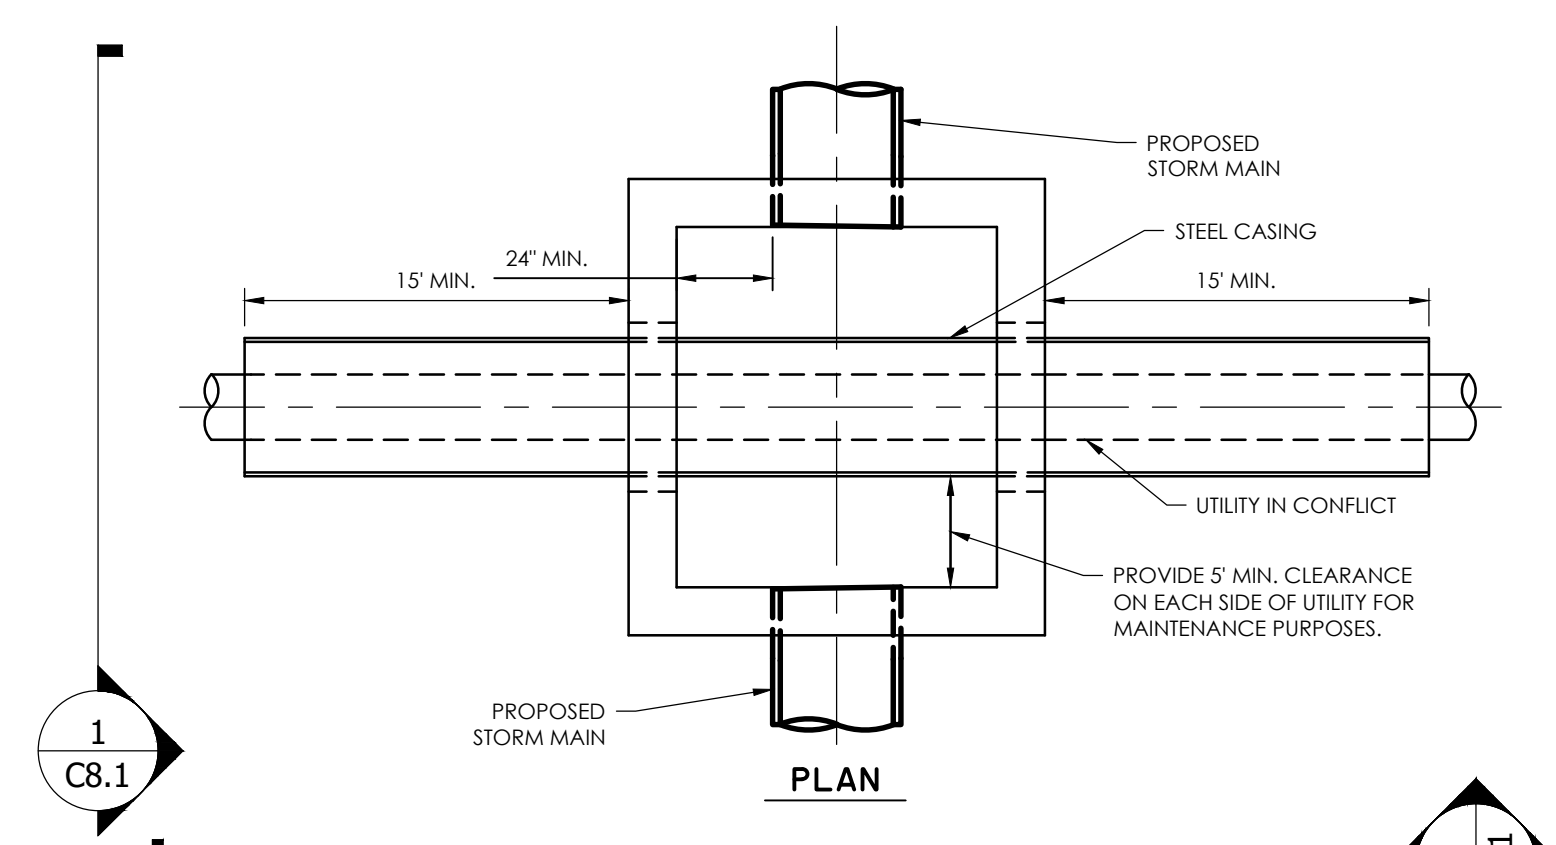 PROPOSED
STORM MAIN
STEEL CASING
24" MIN.
15' MIN.
15' MIN.
UTILITY IN CONFLICT
PROVIDE 5' MIN. CLEARANCE
ON EACH SIDE OF UTILITY FOR
MAINTENANCE PURPOSES.
PROPOSED
STORM MAIN
1
C8.1
PLAN